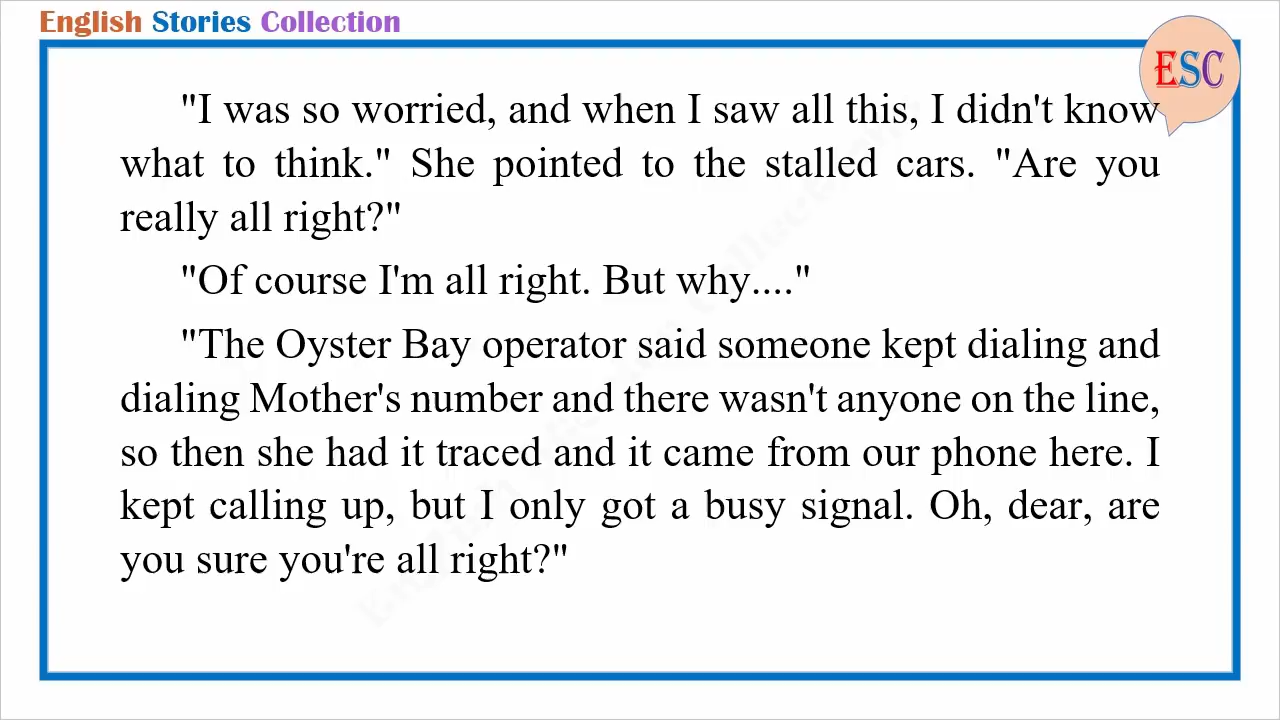 English Stories Collection
ESC
"I was so worried, and when I saw all this, I didn't know
what to think." She pointed to the stalled cars. "Are you
really all right?"
"Of course I'm all right. But why...."
"The Oyster Bay operator said someone kept dialing and
dialing Mother's number and there wasn't anyone on the line,
so then she had it traced and it came from our phone here. I
kept calling up, but I only got a busy signal. Oh, dear, are
you sure you're all right?"